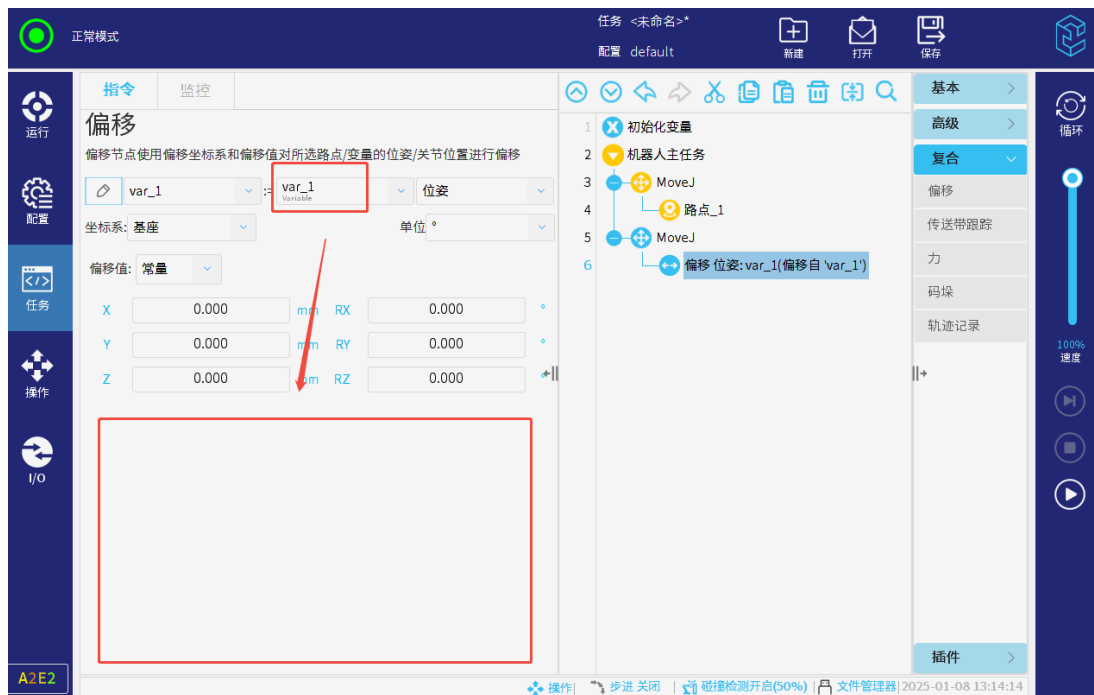 正常模式
任务 <未命名>*
配置 default
新建
打开
保存
运行
配置
任务
操作
I/O
A2E2
指令
监控
偏移
偏移节点使用偏移坐标系和偏移值对所选路点/变量的位姿/关节位置进行偏移
var_1 := var_1 位姿
Variable
坐标系: 基座 单位 °
偏移值: 常量
X 0.000 mm RX 0.000 °
Y 0.000 mm RY 0.000 °
Z 0.000 mm RZ 0.000 °
1 初始化变量
2 机器人主任务
3 MoveJ
4 路点_1
5 MoveJ
6 偏移 位姿: var_1(偏移自 'var_1')
基本
高级
复合
偏移
传送带跟踪
力
码垛
轨迹记录
插件
循环
100%
速度
操作 步进 关闭 碰撞检测开启(50%) 文件管理器 2025-01-08 13:14:14